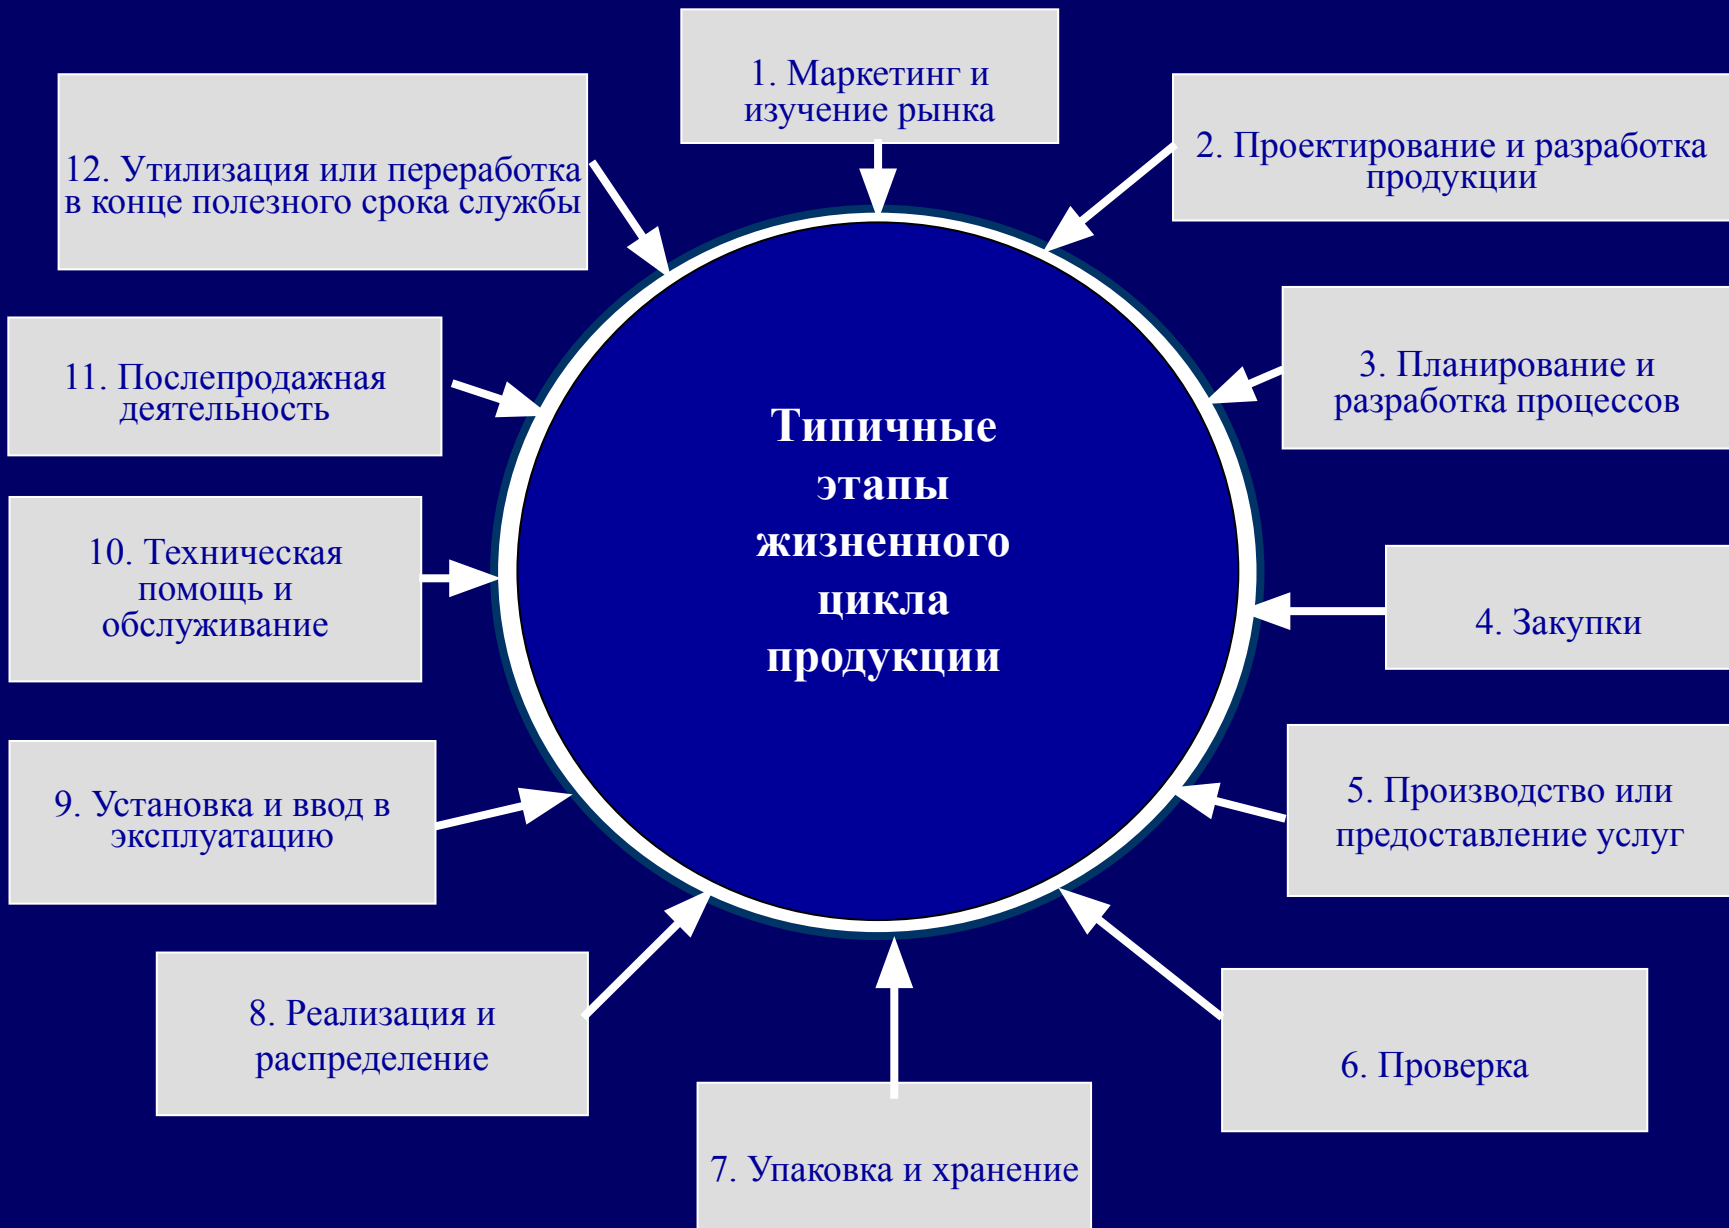 1. Маркетинг и
изучение рынка
2. Проектирование и разработка
продукции
3. Планирование и
разработка процессов
4. Закупки
5. Производство или
предоставление услуг
6. Проверка
7. Упаковка и хранение
8. Реализация и
распределение
9. Установка и ввод в
эксплуатацию
10. Техническая
помощь и
обслуживание
11. Послепродажная
деятельность
12. Утилизация или переработка
в конце полезного срока службы
Типичные
этапы
жизненного
цикла
продукции